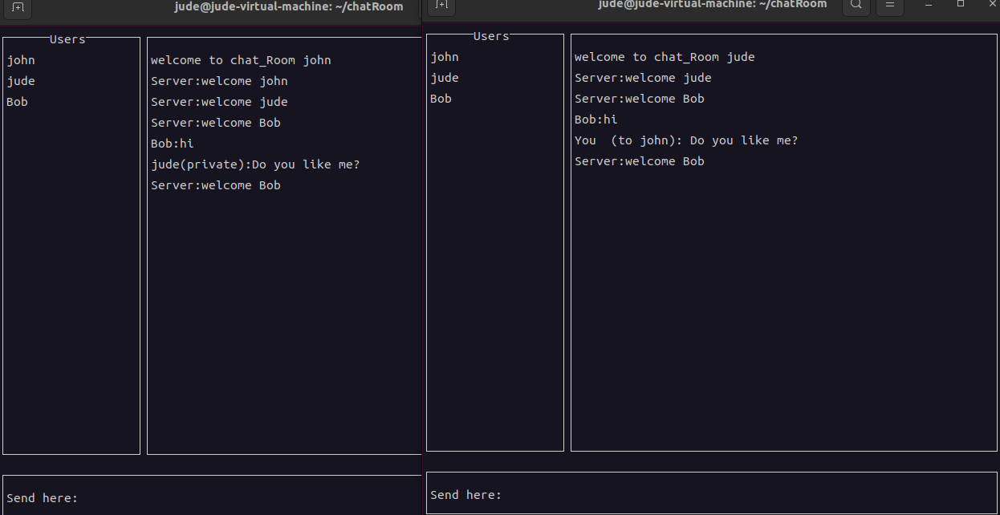 jude@jude-virtual-machine: ~/chatRoom
Users
john
jude
Bob
welcome to chat_Room john
Server:welcome john
Server:welcome jude
Server:welcome Bob
Bob:hi
jude(private):Do you like me?
Server:welcome Bob
Send here:
jude@jude-virtual-machine: ~/chatRoom
Users
john
jude
Bob
welcome to chat_Room jude
Server:welcome jude
Server:welcome Bob
Bob:hi
You  (to john): Do you like me?
Server:welcome Bob
Send here: